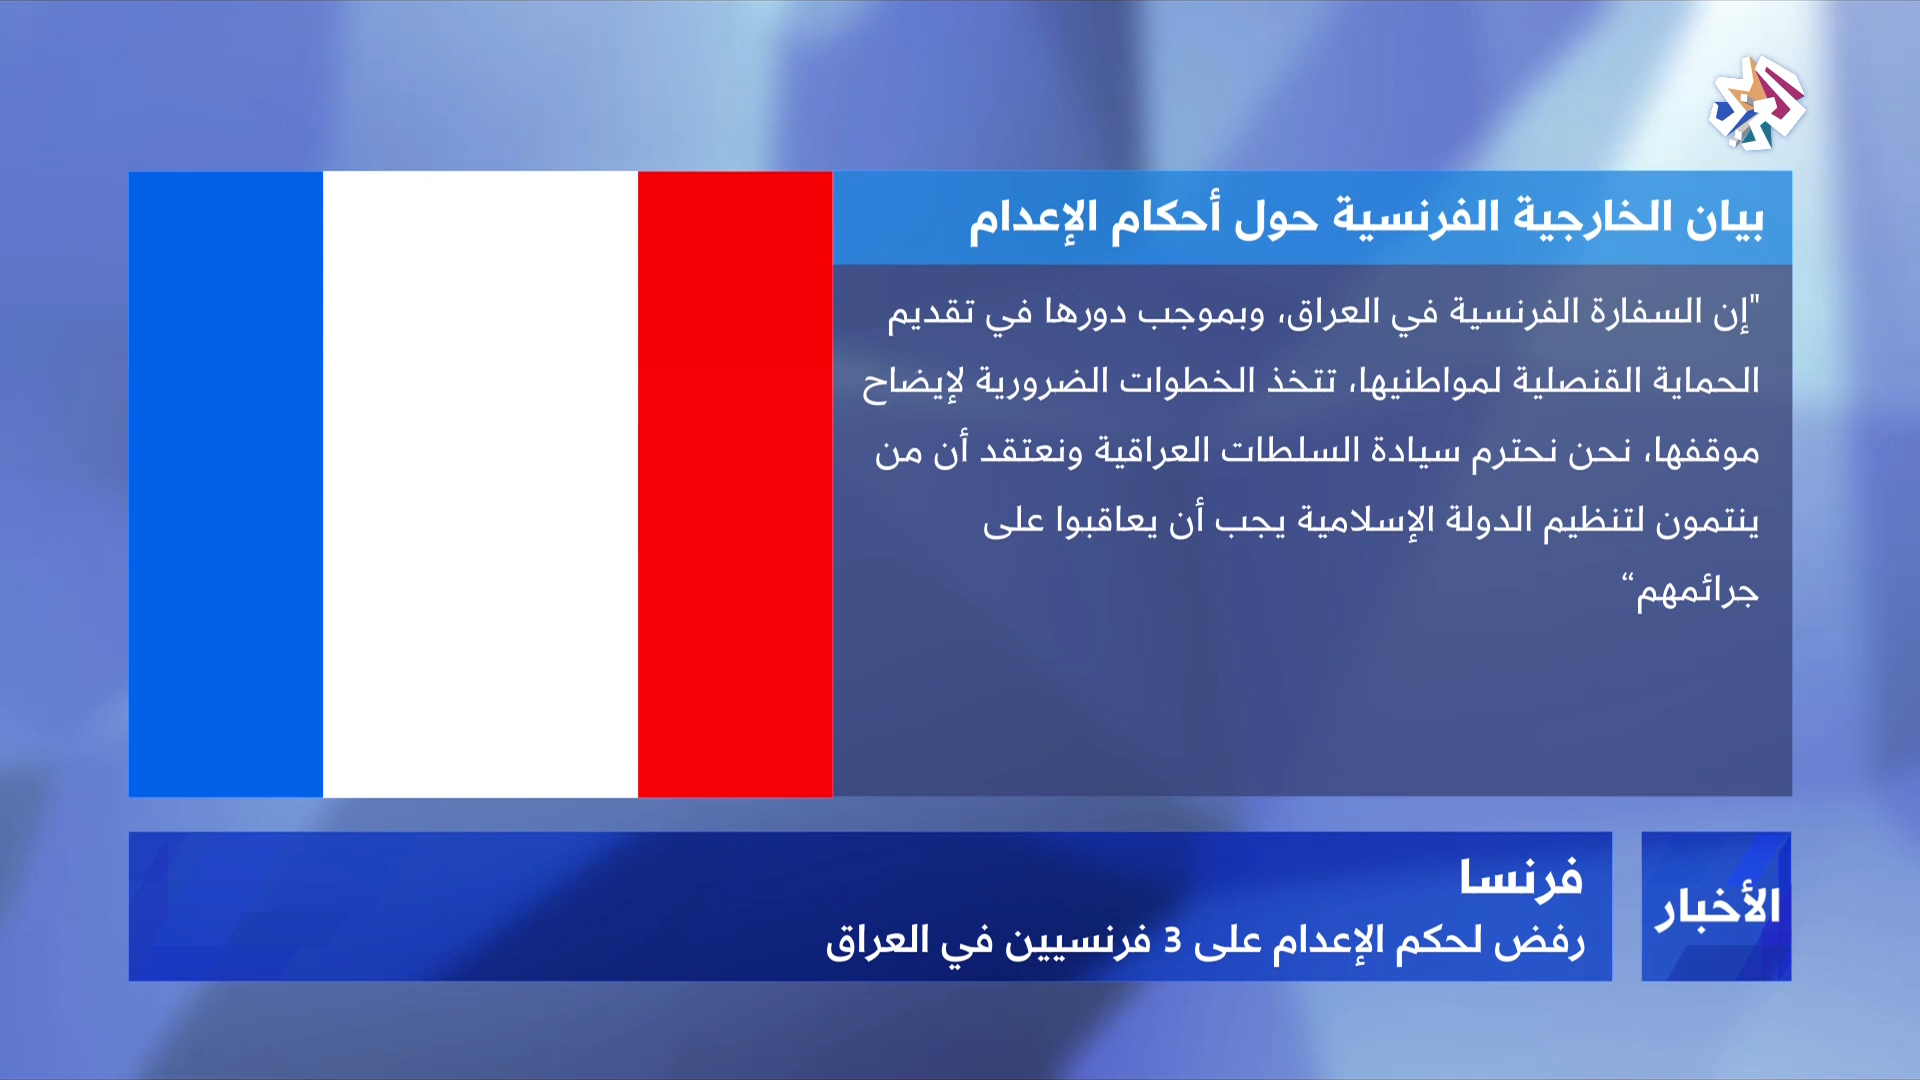 بيان الخارجية الفرنسية حول أحكام الإعدام
"إن السفارة الفرنسية في العراق، وبموجب دورها في تقديم
الحماية القنصلية لمواطنيها، تتخذ الخطوات الضرورية لإيضاح
موقفها، نحن نحترم سيادة السلطات العراقية ونعتقد أن من
ينتمون لتنظيم الدولة الإسلامية يجب أن يعاقبوا على
جرائمهم“
الأخبار
فرنسا
رفض لحكم الإعدام على 3 فرنسيين في العراق